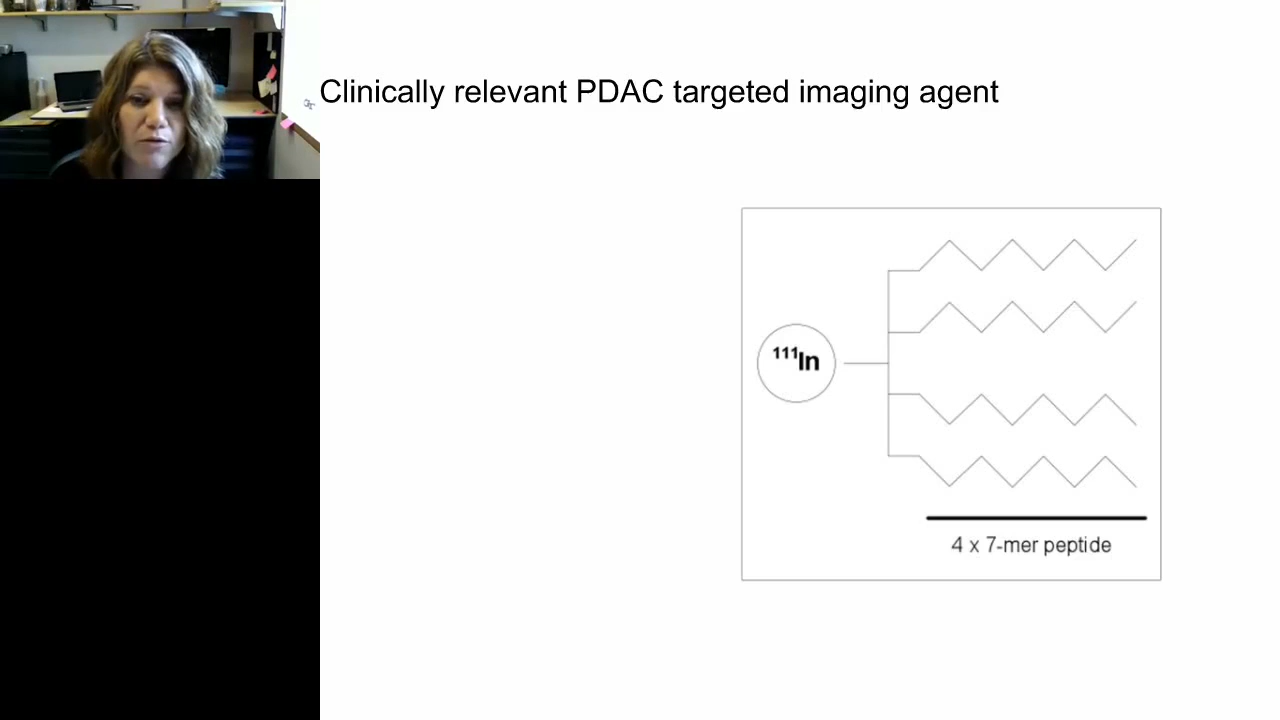 Clinically relevant PDAC targeted imaging agent
¹¹¹In
4 x 7-mer peptide